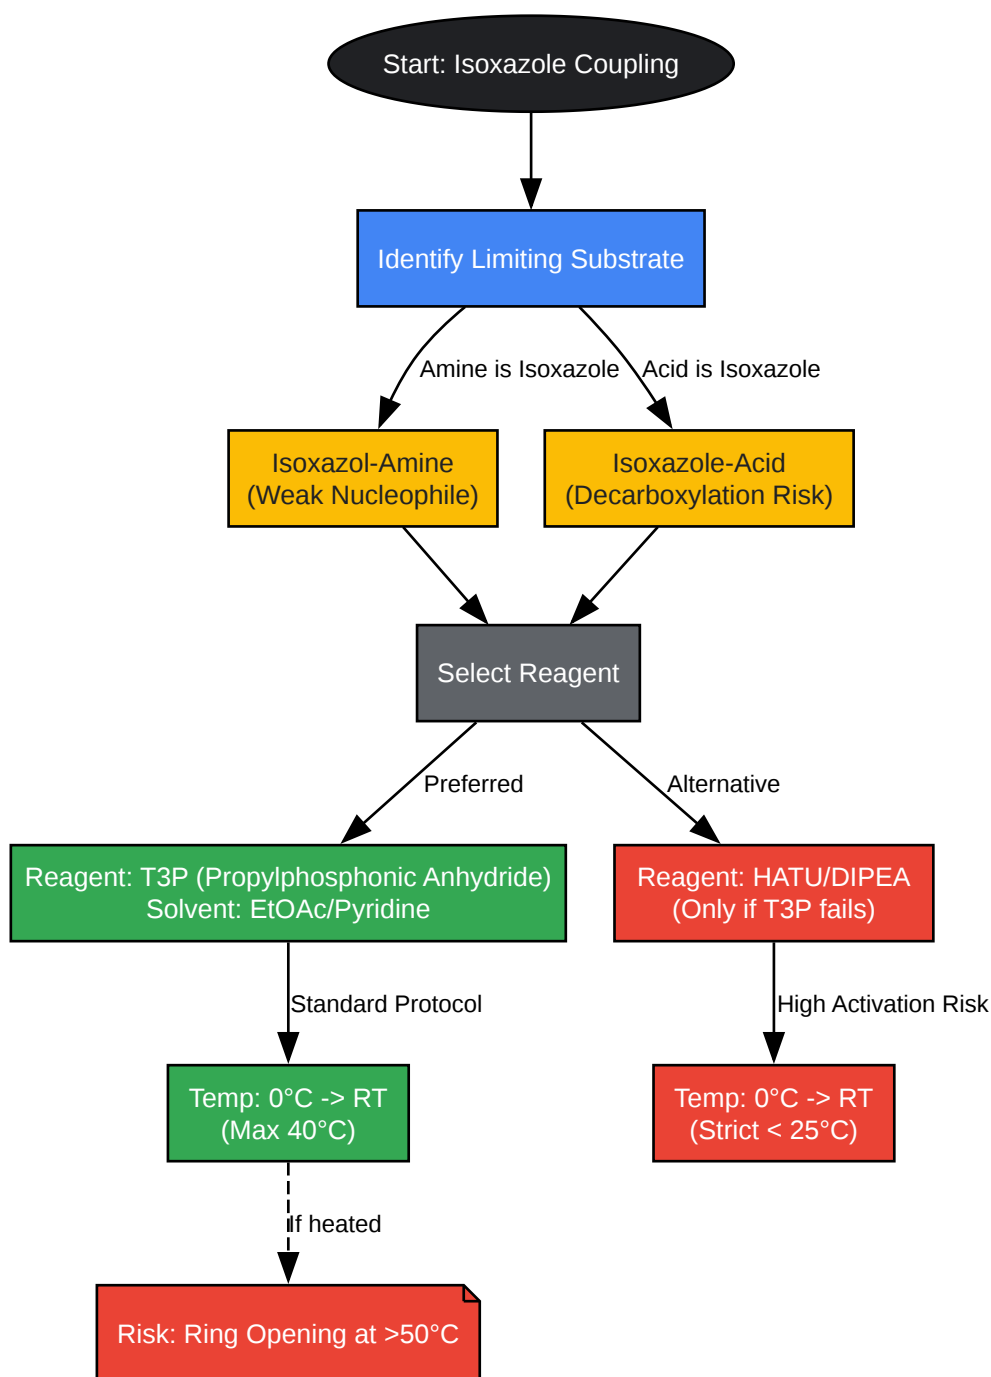 Start: Isoxazole Coupling
Identify Limiting Substrate
Amine is Isoxazole
Acid is Isoxazole
Isoxazol-Amine
(Weak Nucleophile)
Isoxazole-Acid
(Decarboxylation Risk)
Select Reagent
Preferred
Alternative
Reagent: T3P (Propylphosphonic Anhydride)
Solvent: EtOAc/Pyridine
Reagent: HATU/DIPEA
(Only if T3P fails)
Standard Protocol
High Activation Risk
Temp: 0°C -> RT
(Max 40°C)
Temp: 0°C -> RT
(Strict < 25°C)
If heated
Risk: Ring Opening at >50°C